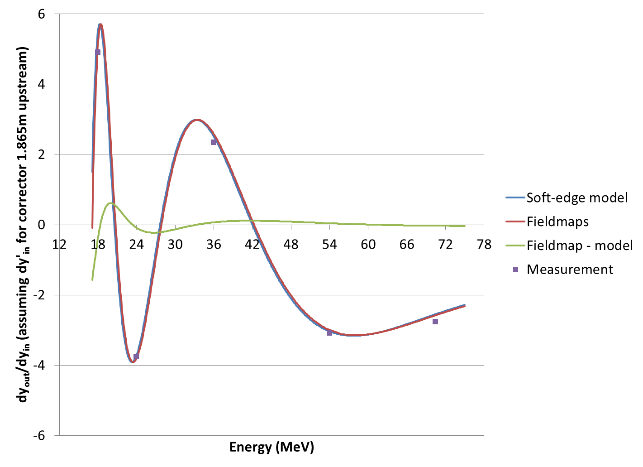 6
4
2
0
-2
-4
-6
12 18 24 30 36 42 48 54 60 66 72 78
dy_out/dy_in (assuming dy'_in for corrector 1.865m upstream)
Energy (MeV)
Soft-edge model
Fieldmaps
Fieldmap - model
Measurement